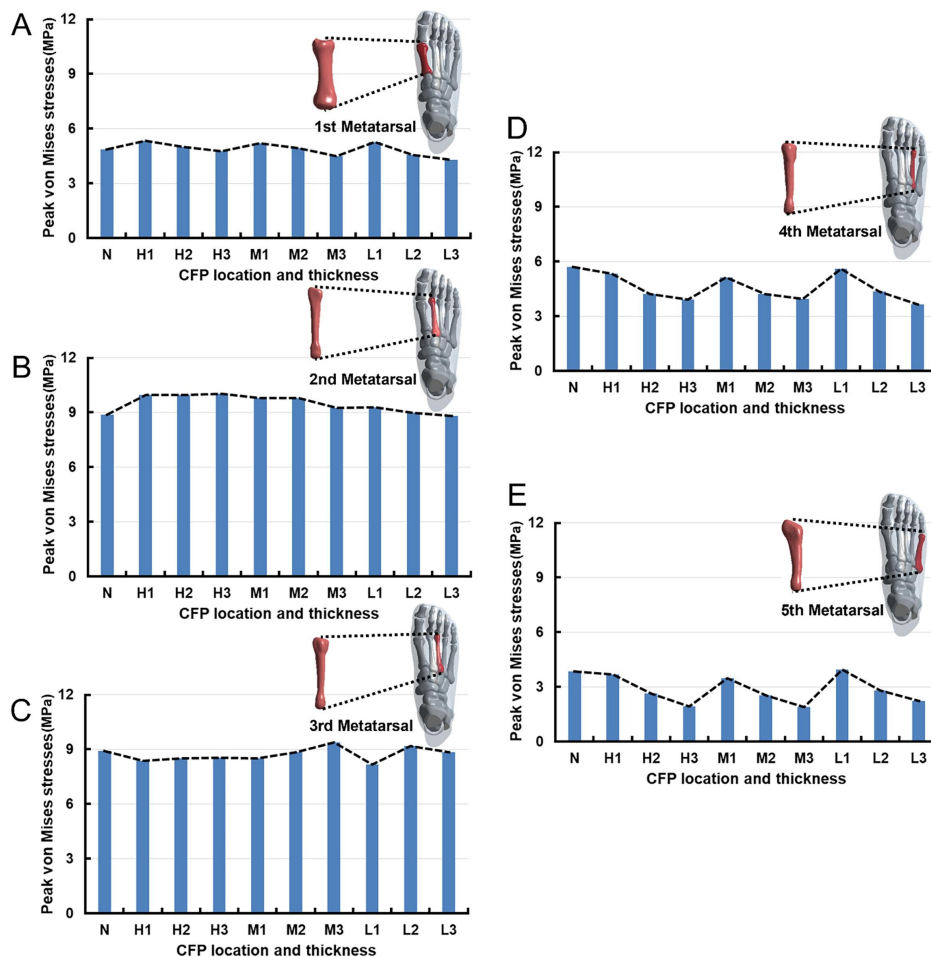 A
Peak von Mises stresses(MPa)
12
9
6
3
0
1st Metatarsal
N H1 H2 H3 M1 M2 M3 L1 L2 L3
CFP location and thickness
B
Peak von Mises stresses(MPa)
12
9
6
3
0
2nd Metatarsal
N H1 H2 H3 M1 M2 M3 L1 L2 L3
CFP location and thickness
C
Peak von Mises stresses(MPa)
12
9
6
3
0
3rd Metatarsal
N H1 H2 H3 M1 M2 M3 L1 L2 L3
CFP location and thickness
D
Peak von Mises stresses(MPa)
12
9
6
3
0
4th Metatarsal
N H1 H2 H3 M1 M2 M3 L1 L2 L3
CFP location and thickness
E
Peak von Mises stresses(MPa)
12
9
6
3
0
5th Metatarsal
N H1 H2 H3 M1 M2 M3 L1 L2 L3
CFP location and thickness